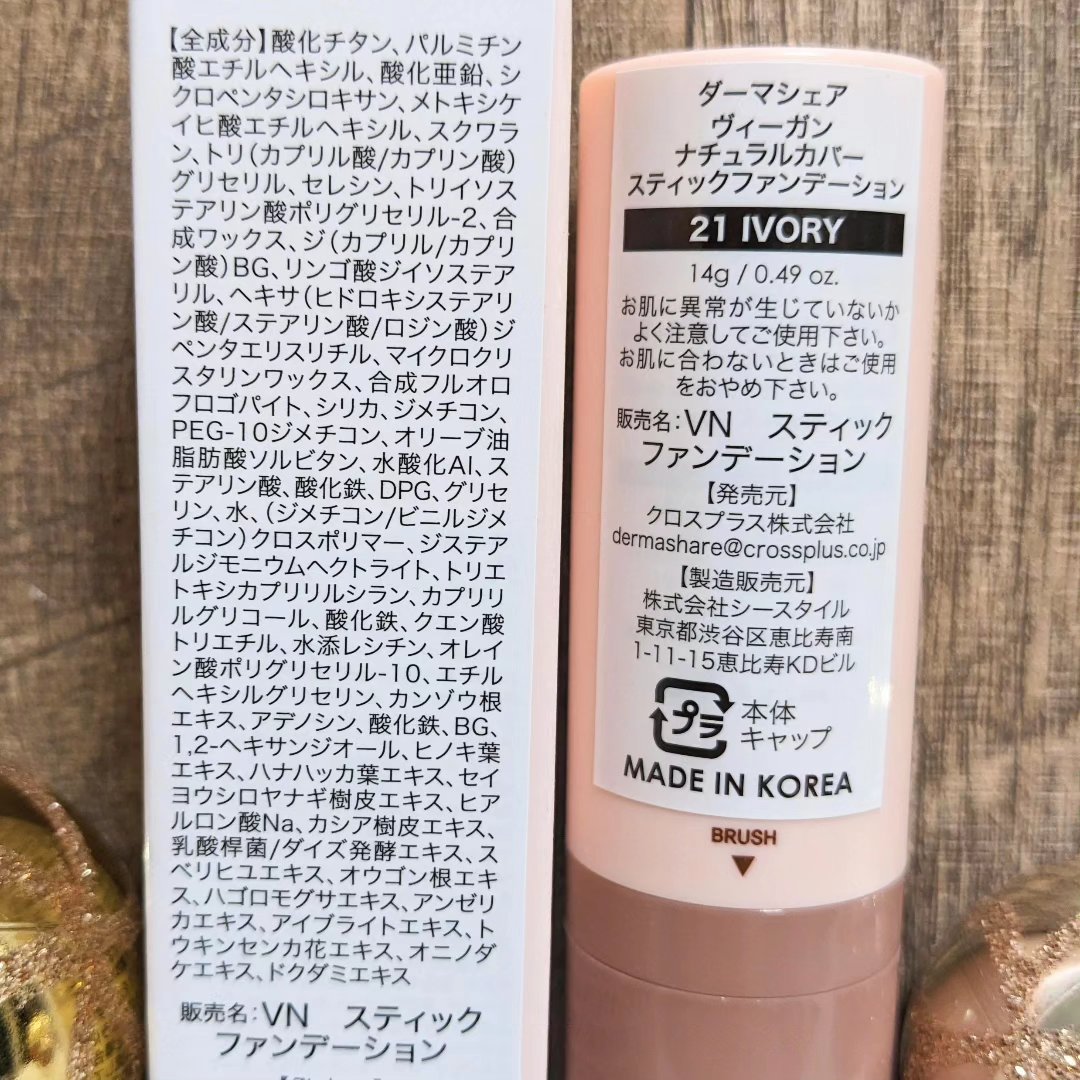 【全成分】酸化チタン、パルミチン
酸エチルヘキシル、酸化亜鉛、シ
クロペンタシロキサン、メトキシケ
イヒ酸エチルヘキシル、スクワラ
ン、トリ(カプリル酸/カプリン酸)
グリセリル、セレシン、トリイソス
テアリン酸ポリグリセリル-2、合
成ワックス、ジ(カプリル/カプリ
ン酸)BG、リンゴ酸ジイソステア
リル、ヘキサ(ヒドロキシステアリ
ン酸/ステアリン酸/ロジン酸)ジ
ペンタエリスリチル、マイクロクリ
スタリンワックス、合成フルオロ
フロゴパイト、シリカ、ジメチコン、
PEG-10ジメチコン、オリーブ油
脂肪酸ソルビタン、水酸化Al、ス
テアリン酸、酸化鉄、DPG、グリセ
リン、水、(ジメチコン/ビニルジメ
チコン)クロスポリマー、ジステア
ルジモニウムヘクトライト、トリエ
トキシカプリリルシラン、カプリリ
ルグリコール、酸化鉄、クエン酸
トリエチル、水添レシチン、オレイ
ン酸ポリグリセリル-10、エチル
ヘキシルグリセリン、カンゾウ根
エキス、アデノシン、酸化鉄、BG、
1,2-ヘキサンジオール、ヒノキ葉
エキス、ハナハッカ葉エキス、セイ
ヨウシロヤナギ樹皮エキス、ヒア
ルロン酸Na、カシア樹皮エキス、
乳酸桿菌/ダイズ発酵エキス、ス
ベリヒユエキス、オウゴン根エキ
ス、ハゴロモグサエキス、アンゼリ
カエキス、アイブライトエキス、ト
ウキンセンカ花エキス、オニノダ
ケエキス、ドクダミエキス
販売名:VN スティック
ファンデーション
ダーマシェア
ヴィーガン
ナチュラルカバー
スティックファンデーション
21 IVORY
14g / 0.49 oz.
お肌に異常が生じていないか
よく注意してご使用下さい。
お肌に合わないときはご使用
をおやめ下さい。
販売名:VN スティック
ファンデーション
【発売元】
クロスプラス株式会社
dermashare@crossplus.co.jp
【製造販売元】
株式会社シースタイル
東京都渋谷区恵比寿南
1-11-15恵比寿KDビル
プラ
本体
キャップ
MADE IN KOREA
BRUSH